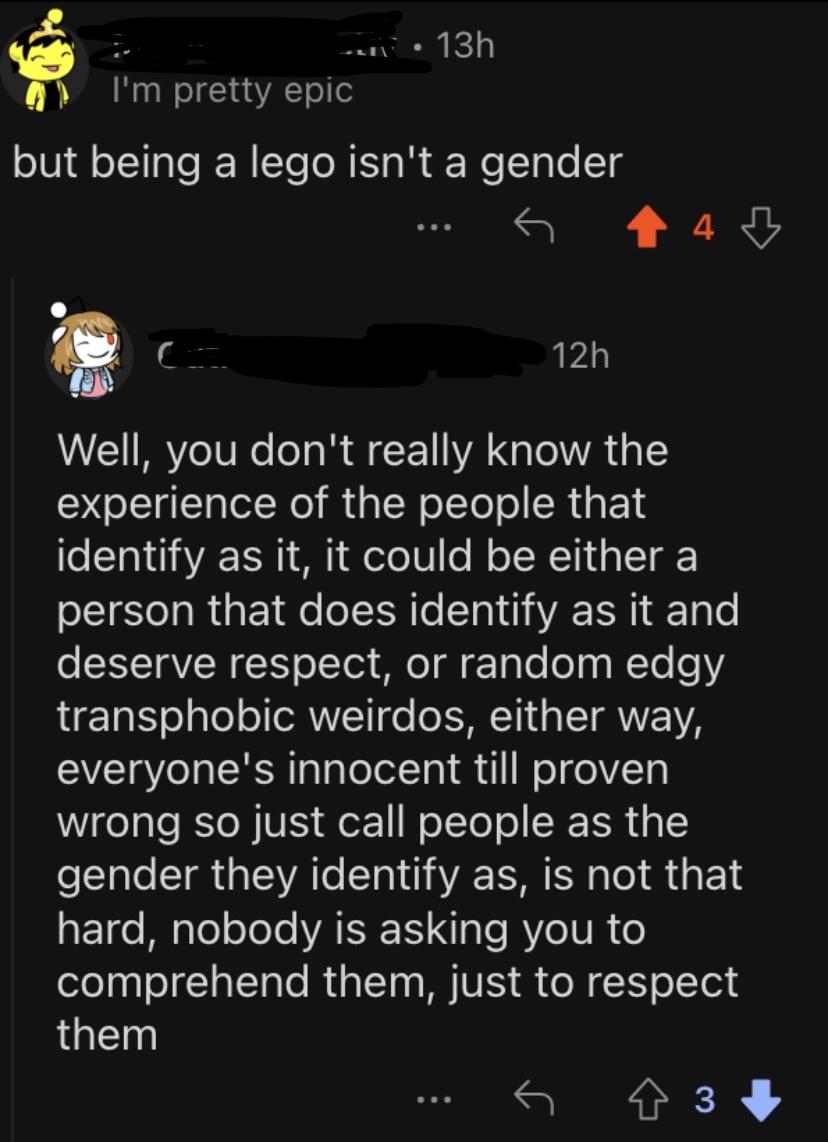 • 13h
I'm pretty epic
but being a lego isn't a gender
... 4
12h
Well, you don't really know the
experience of the people that
identify as it, it could be either a
person that does identify as it and
deserve respect, or random edgy
transphobic weirdos, either way,
everyone's innocent till proven
wrong so just call people as the
gender they identify as, is not that
hard, nobody is asking you to
comprehend them, just to respect
them
... 3